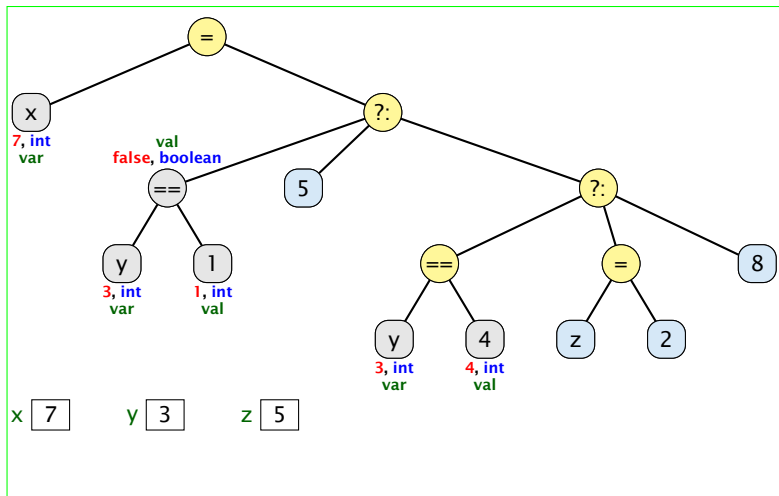 =
x
?:
7, int
var
val
false, boolean
==
5
?:
y
1
==
=
8
3, int
var
1, int
val
y
4
z
2
3, int
var
4, int
val
x 7 y 3 z 5